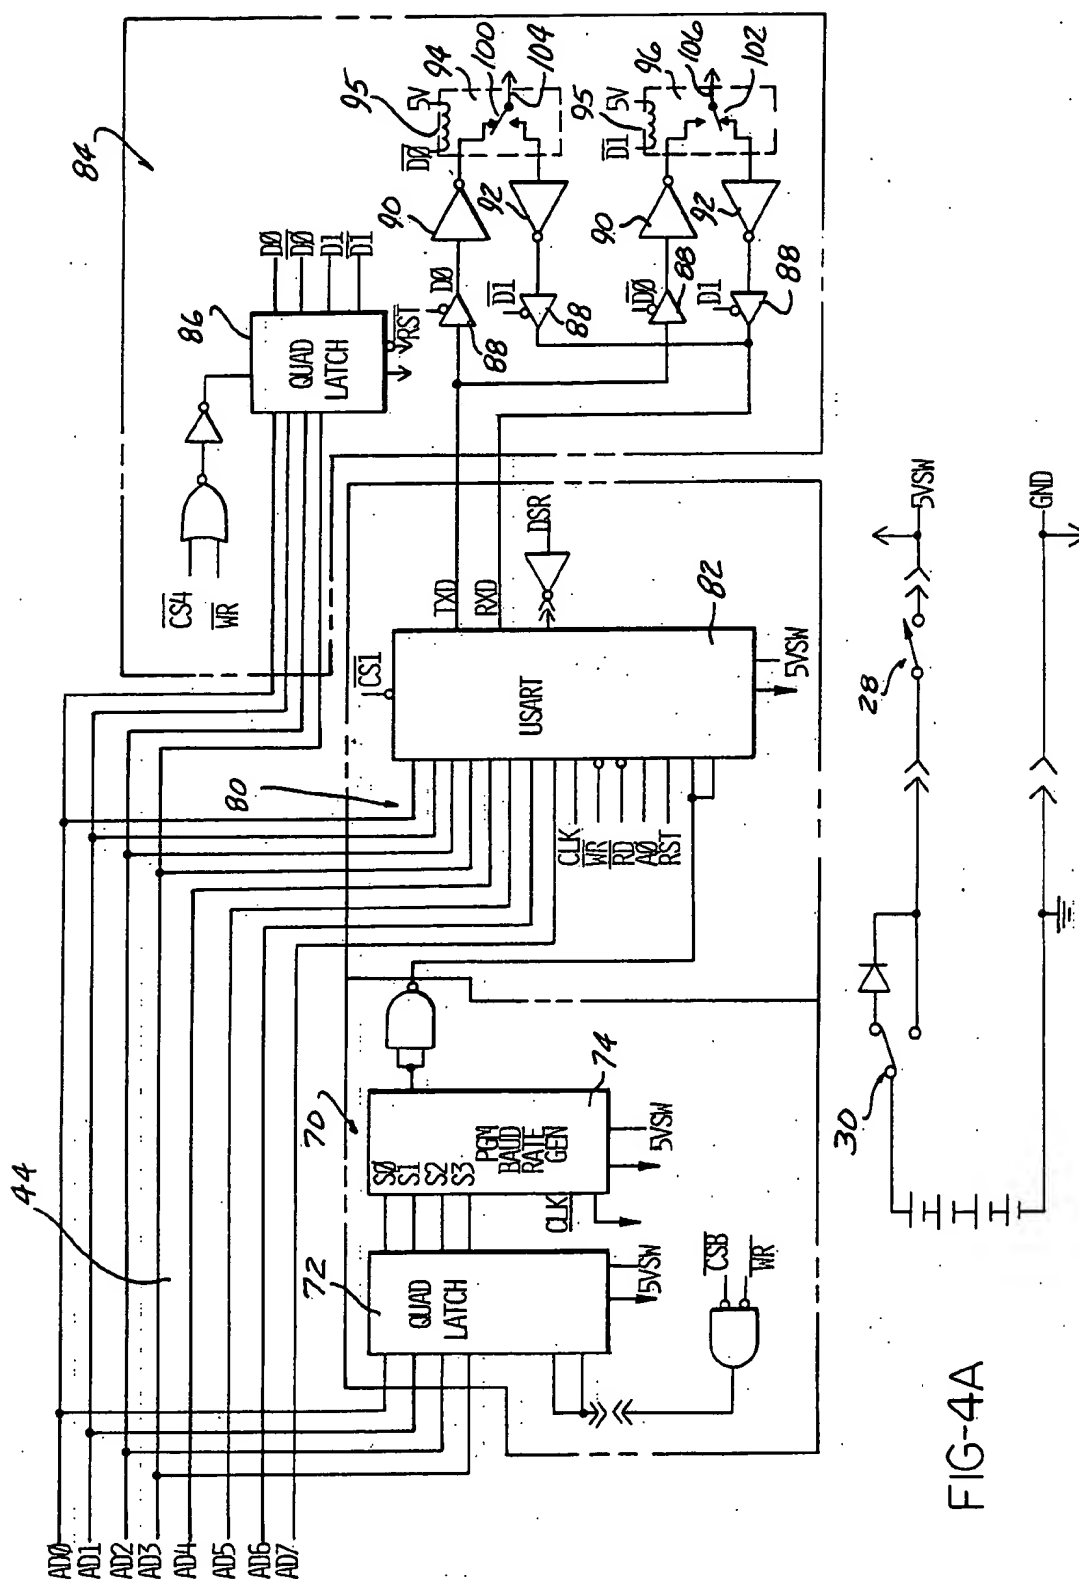 AD0
AD1
AD2
AD3
AD4
AD5
AD6
AD7
44
72
QUAD
LATCH
5VSW
CSB
WR
70
S0
S1
S2
S3
PGM
BAUD
RATE
GEN
CLK
74
5VSW
80
CLK
WR
RD
A0
RST
CS1
USART
TXD
RXD
DSR
82
5VSW
84
CS4
WR
86
QUAD
LATCH
D0
D0
D1
D1
RST
88
D0
90
D0
95
5V
94
100
104
D1
88
92
D0
88
90
D1
95
5V
96
106
102
D1
88
92
30
28
5VSW
GND
FIG-4A